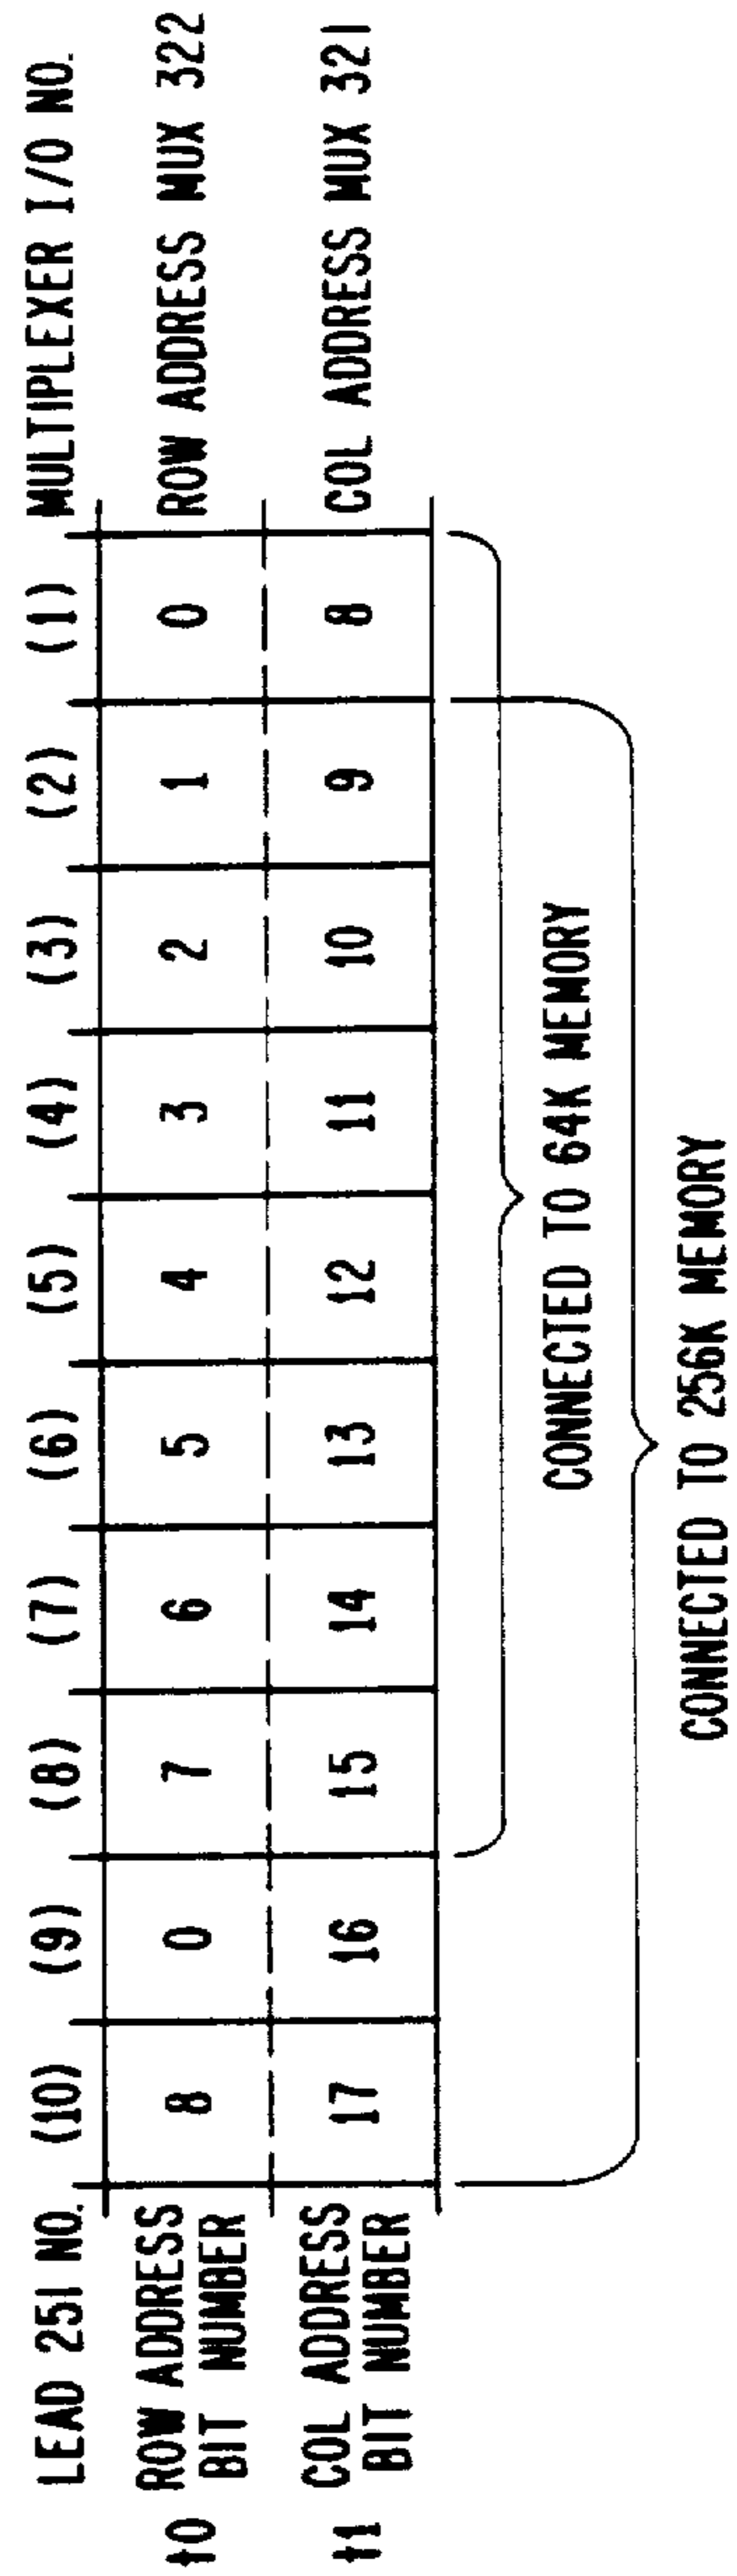 LEAD 251 NO. (10) (9) (8) (7) (6) (5) (4) (3) (2) (1) MULTIPLEXER I/O NO.
t0 ROW ADDRESS BIT NUMBER 8 0 7 6 5 4 3 2 1 0 ROW ADDRESS MUX 322
t1 COL ADDRESS BIT NUMBER 17 16 15 14 13 12 11 10 9 8 COL ADDRESS MUX 321
CONNECTED TO 64K MEMORY
CONNECTED TO 256K MEMORY